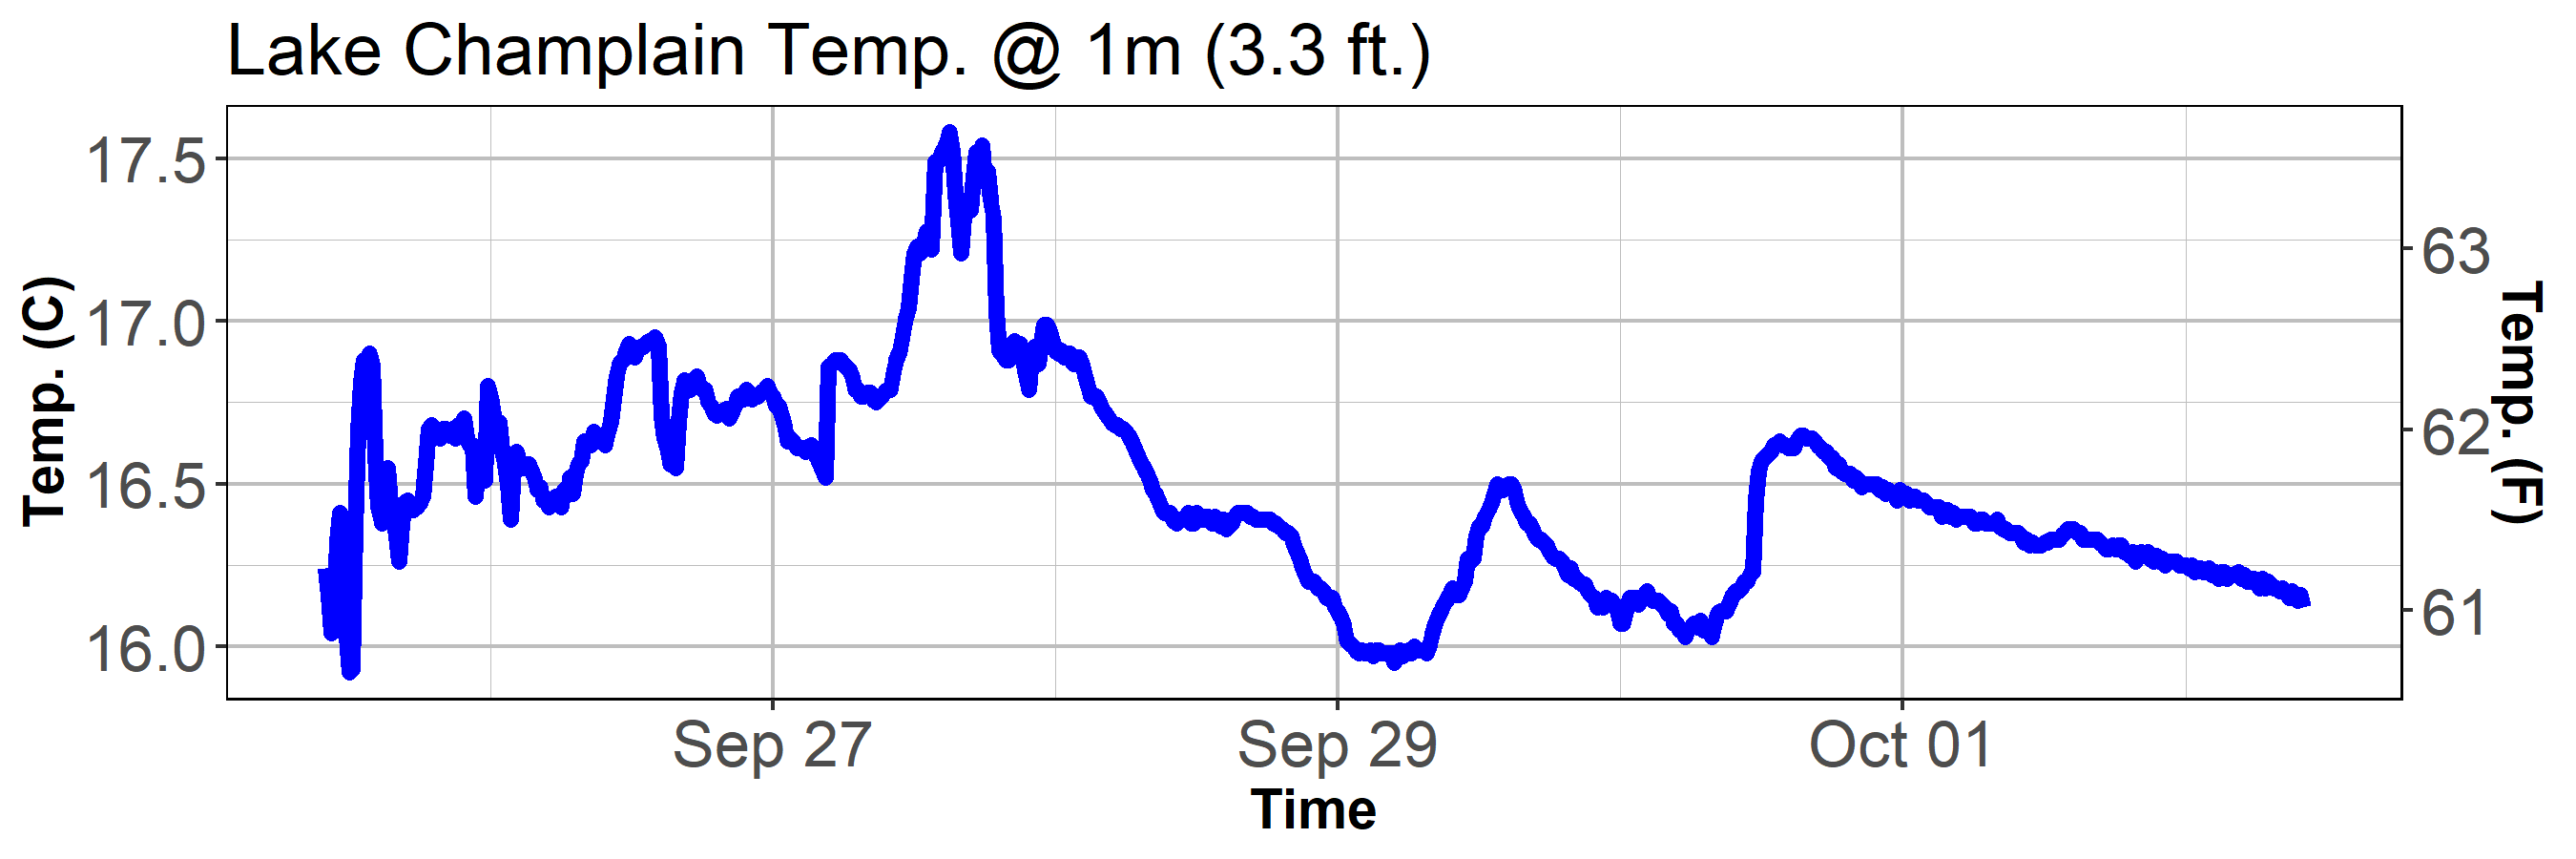 Lake Champlain Temp. @ 1m (3.3 ft.)
Temp. (C)
17.5
17.0
16.5
16.0
63
62
61
Temp. (F)
Sep 27
Sep 29
Oct 01
Time